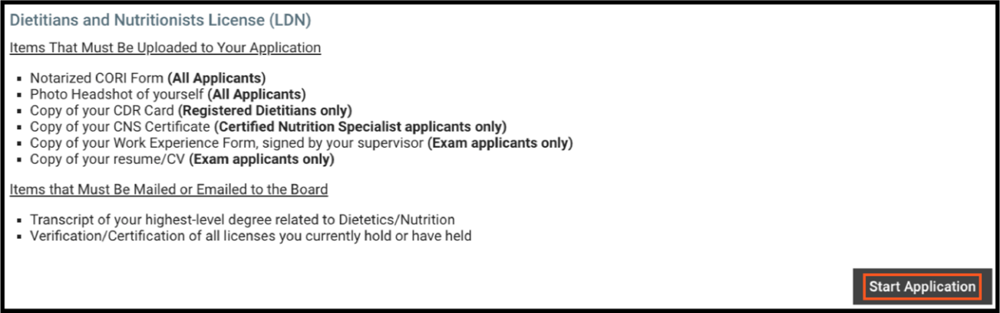 Dietitians and Nutritionists License (LDN)
Items That Must Be Uploaded to Your Application
▪ Notarized CORI Form (All Applicants)
▪ Photo Headshot of yourself (All Applicants)
▪ Copy of your CDR Card (Registered Dietitians only)
▪ Copy of your CNS Certificate (Certified Nutrition Specialist applicants only)
▪ Copy of your Work Experience Form, signed by your supervisor (Exam applicants only)
▪ Copy of your resume/CV (Exam applicants only)
Items that Must Be Mailed or Emailed to the Board
▪ Transcript of your highest-level degree related to Dietetics/Nutrition
▪ Verification/Certification of all licenses you currently hold or have held
Start Application